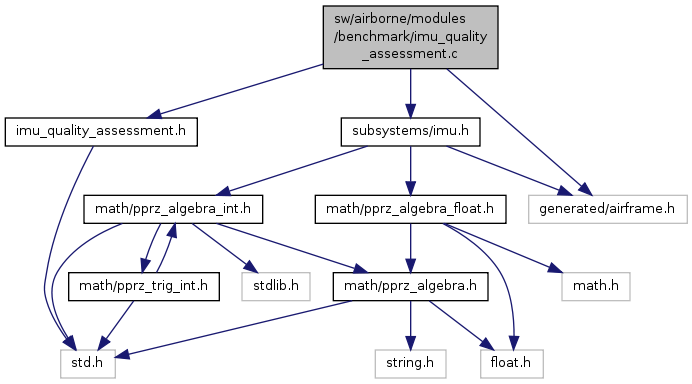 sw/airborne/modules
/benchmark/imu_quality
_assessment.c
imu_quality_assessment.h
subsystems/imu.h
math/pprz_algebra_int.h
math/pprz_algebra_float.h
generated/airframe.h
math/pprz_trig_int.h
stdlib.h
math/pprz_algebra.h
math.h
std.h
string.h
float.h